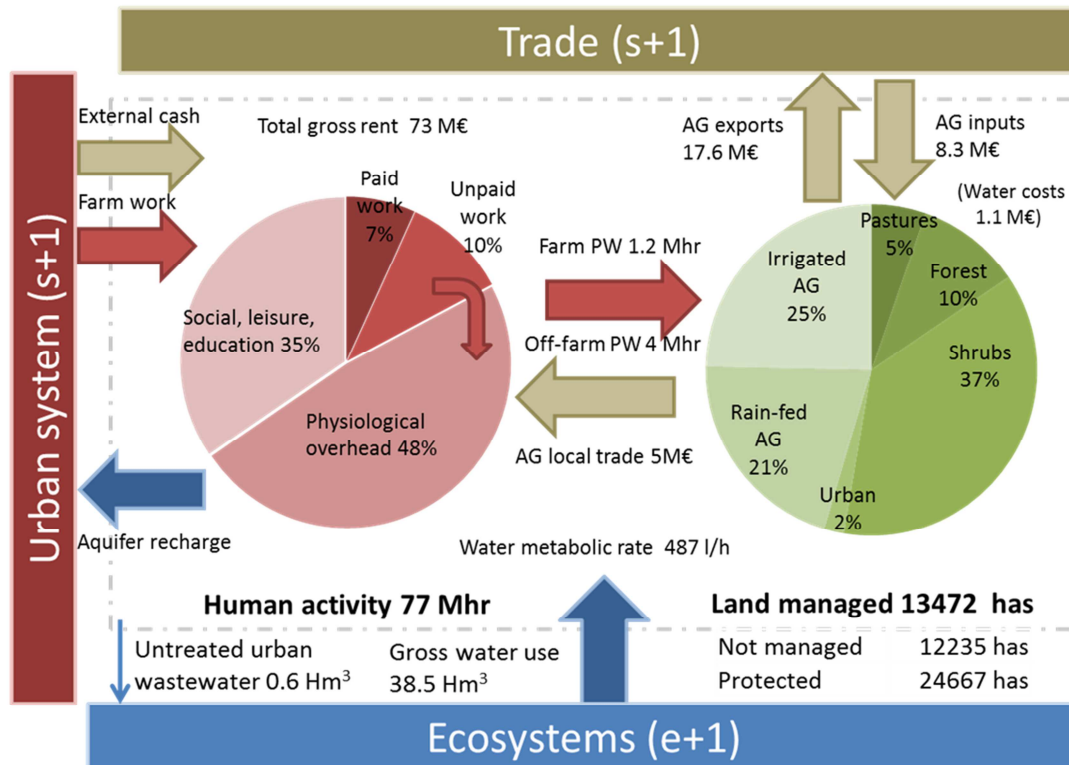 Trade (s+1)
Urban system (s+1)
External cash
Farm work
Total gross rent 73 M€
AG exports
17.6 M€
AG inputs
8.3 M€
(Water costs
1.1 M€)
Paid
work
7%
Unpaid
work
10%
Social, leisure,
education 35%
Physiological
overhead 48%
Farm PW 1.2 Mhr
Off-farm PW 4 Mhr
AG local trade 5M€
Pastures
5%
Forest
10%
Shrubs
37%
Irrigated
AG
25%
Rain-fed
AG
21%
Urban
2%
Aquifer recharge
Water metabolic rate 487 l/h
Human activity 77 Mhr
Land managed 13472 has
Untreated urban
wastewater 0.6 Hm³
Gross water use
38.5 Hm³
Not managed 12235 has
Protected 24667 has
Ecosystems (e+1)